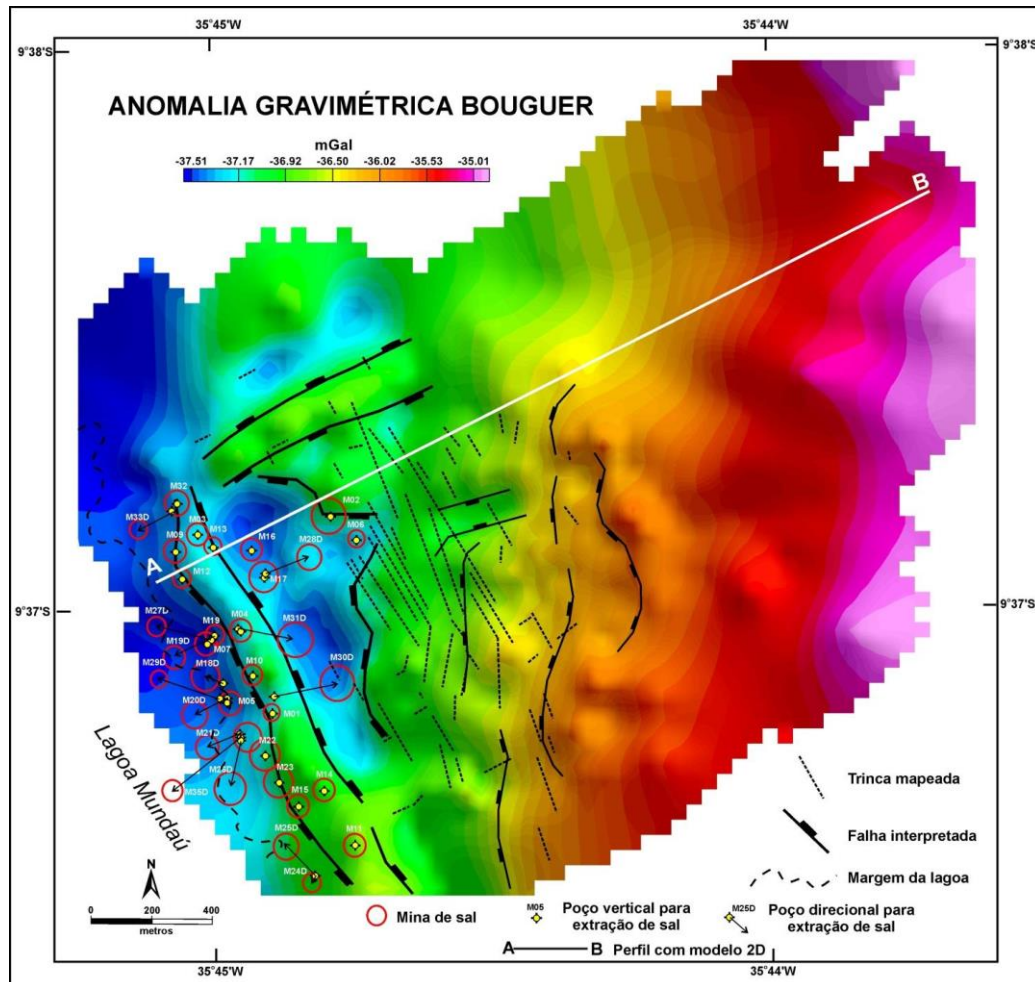 35°45'W
35°44'W
9°38'S
9°38'S
ANOMALIA GRAVIMÉTRICA BOUGUER
mGal
-37.51 -37.17 -36.92 -36.50 -36.02 -35.53 -35.01
B
M32
M33D
M03
M13
M02
M06
M09
M16
M28D
A
M12
M17
9°37'S
9°37'S
M27D
M19
M04
M31D
M19D
M07
M29D
M18D
M10
M30D
M20D
M05
M01
M21D
M22
M23
M14
M35D
M15
Lagoa Mundaú
M25D
M11
M24D
Trinca mapeada
Falha interpretada
Margem da lagoa
N
0 200 400
metros
Mina de sal
M05
Poço vertical para
extração de sal
M25D
Poço direcional para
extração de sal
A B Perfil com modelo 2D
35°45'W
35°44'W